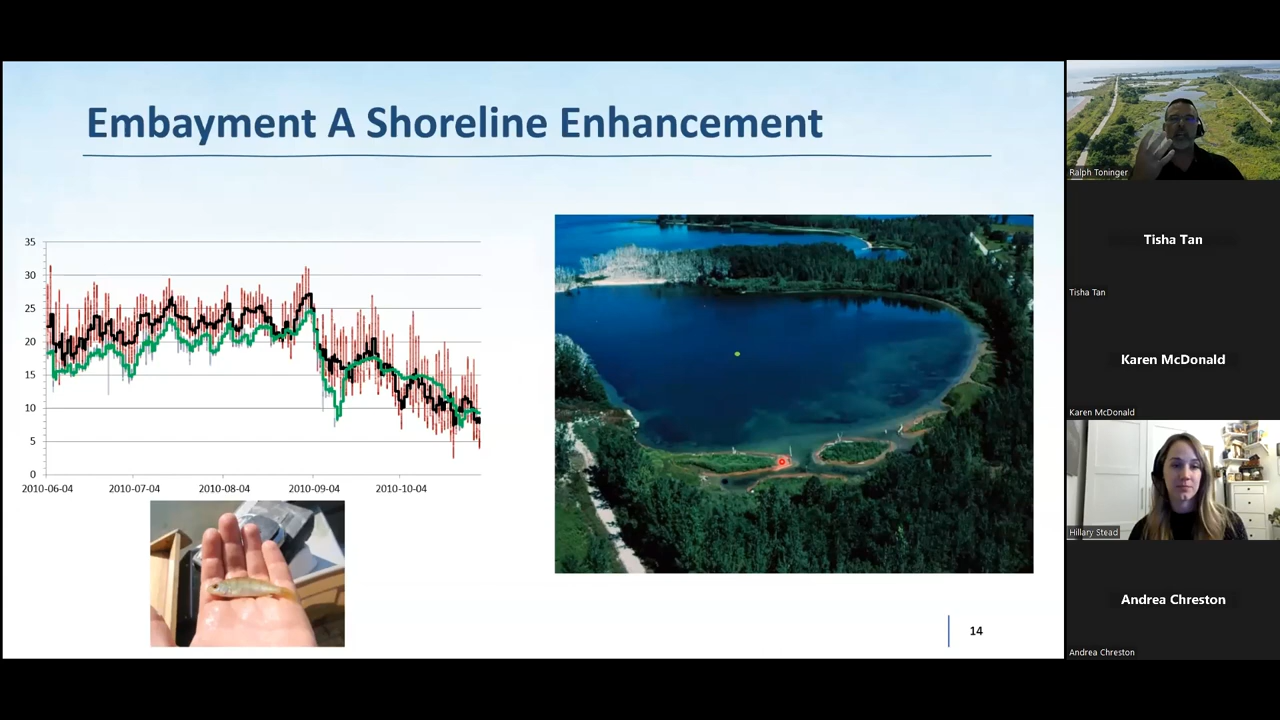 Embayment A Shoreline Enhancement
35
30
25
20
15
10
5
0
2010-06-04 2010-07-04 2010-08-04 2010-09-04 2010-10-04
14
Ralph Toninger
Tisha Tan
Tisha Tan
Karen McDonald
Karen McDonald
Hillary Stead
Andrea Chreston
Andrea Chreston